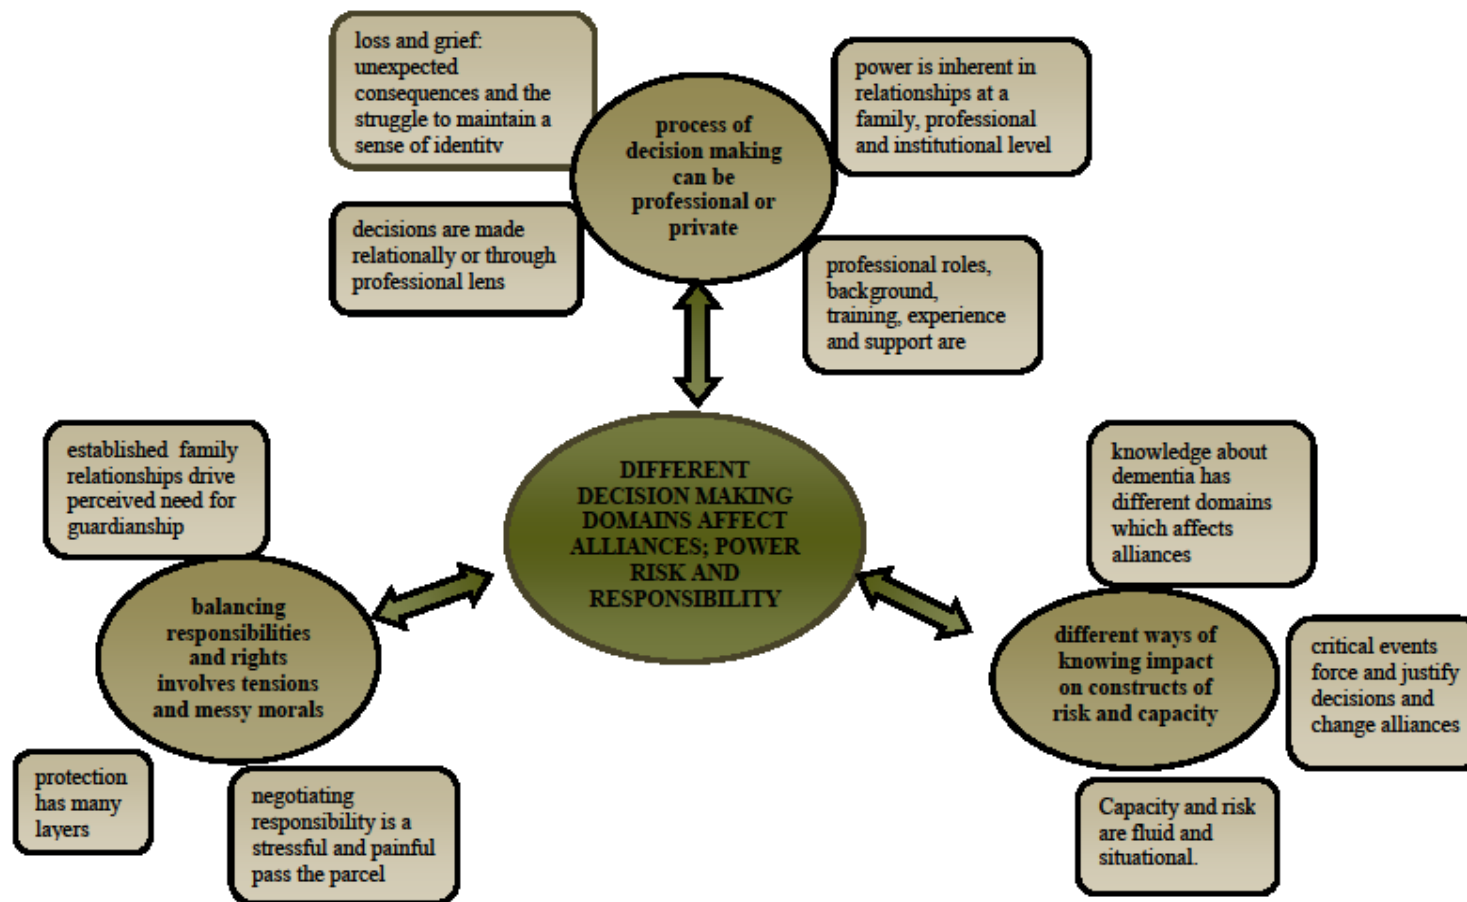 loss and grief:
unexpected
consequences and the
struggle to maintain a
sense of identity
power is inherent in
relationships at a
family, professional
and institutional level
process of
decision making
can be
professional or
private
decisions are made
relationally or through
professional lens
professional roles,
background,
training, experience
and support are
DIFFERENT
DECISION MAKING
DOMAINS AFFECT
ALLIANCES; POWER
RISK AND
RESPONSIBILITY
established family
relationships drive
perceived need for
guardianship
balancing
responsibilities
and rights
involves tensions
and messy morals
protection
has many
layers
negotiating
responsibility is a
stressful and painful
pass the parcel
knowledge about
dementia has
different domains
which affects
alliances
different ways of
knowing impact
on constructs of
risk and capacity
critical events
force and justify
decisions and
change alliances
Capacity and risk
are fluid and
situational.